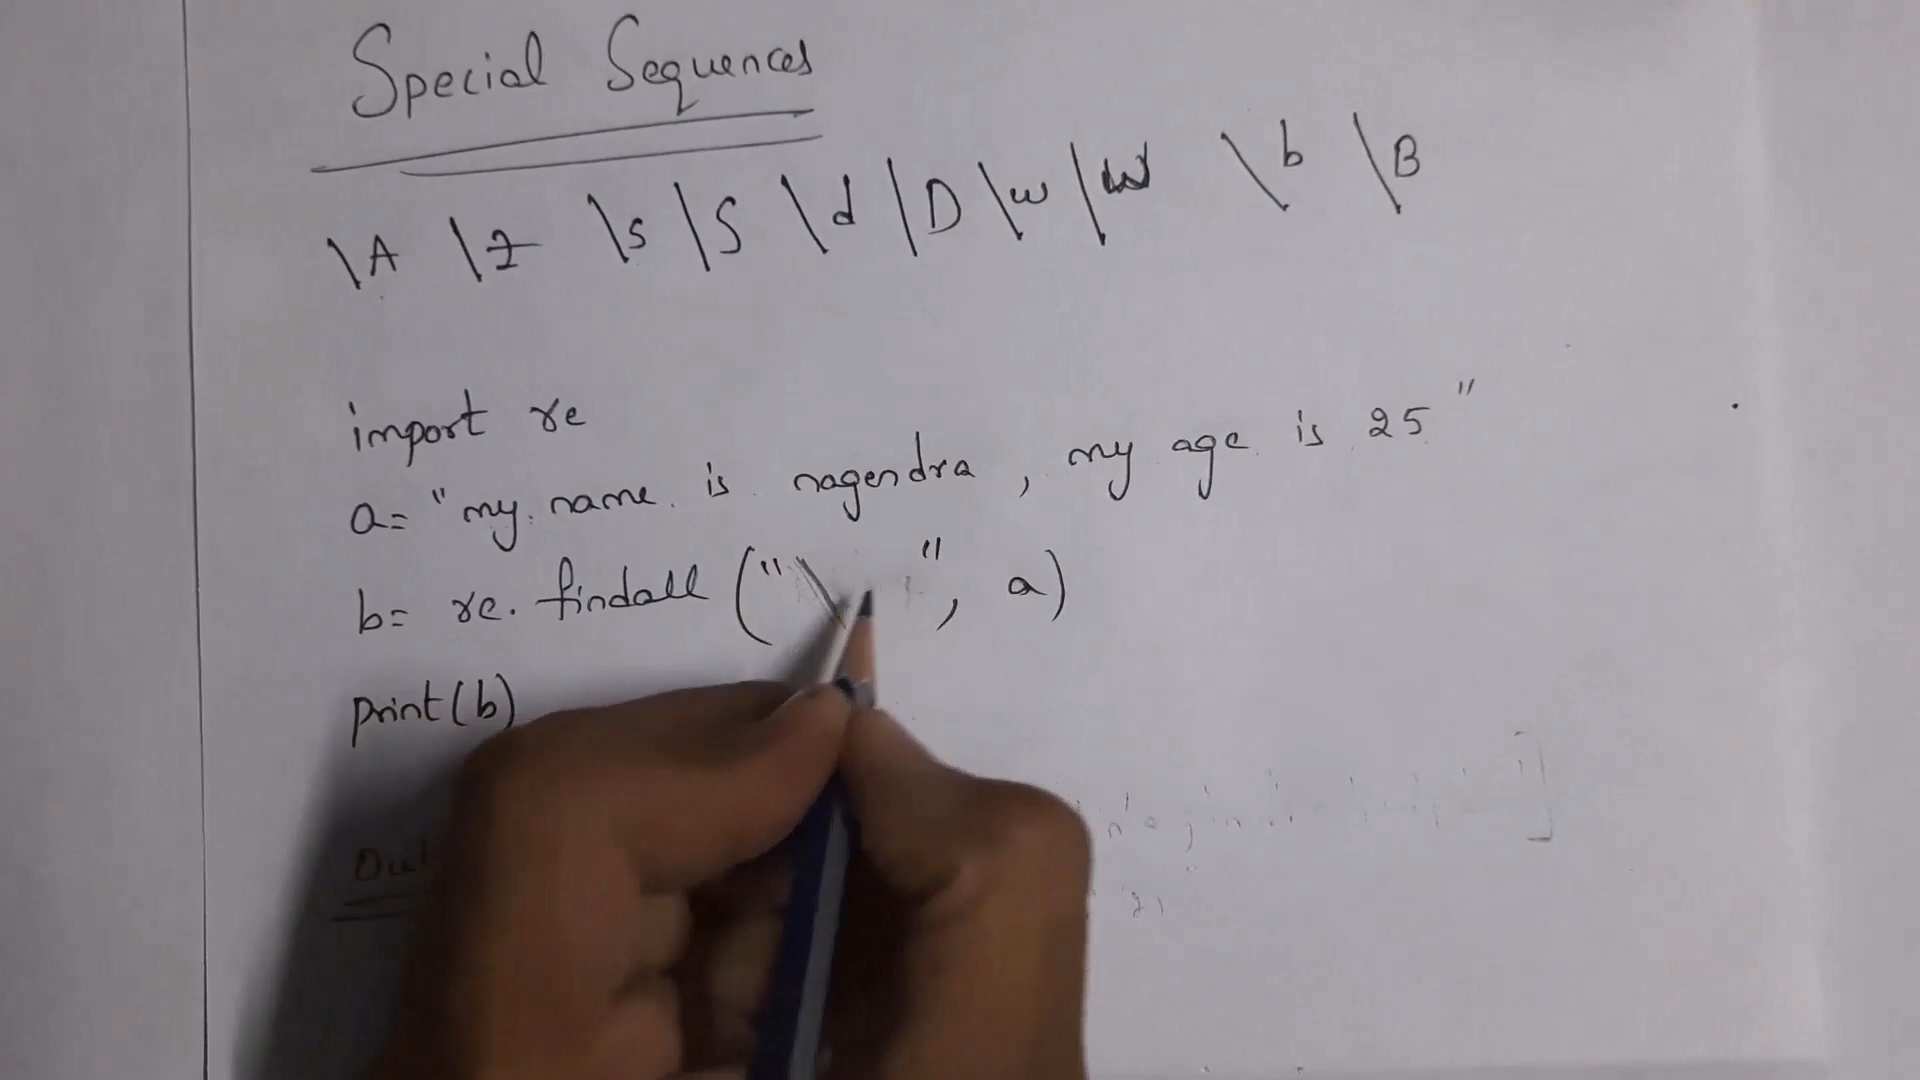 Special Sequences
\A \Z \s \S \d \D \w \W \b \B
import re
a= "my name is nagendra, my age is 25"
b= re.findall ("\ ", a)
print(b)